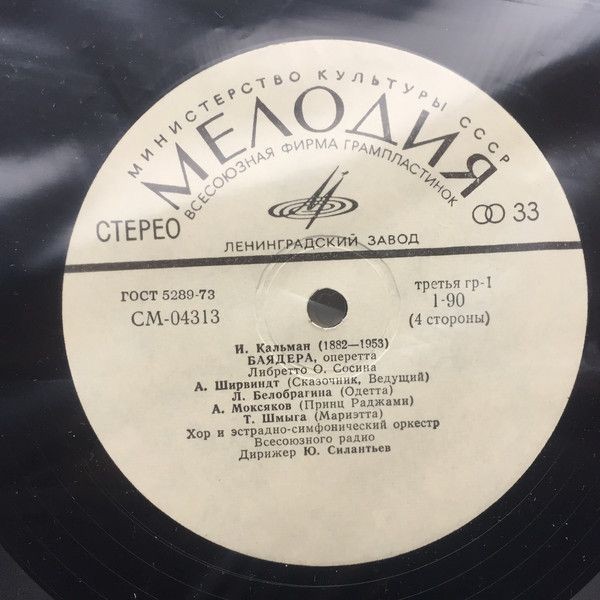 МИНИСТЕРСТВО КУЛЬТУРЫ СССР
МЕЛОДИЯ
ВСЕСОЮЗНАЯ ФИРМА ГРАМПЛАСТИНОК
СТЕРЕО
33
ЛЕНИНГРАДСКИЙ ЗАВОД
ГОСТ 5289-73
СМ-04313
третья гр-1
1-90
(4 стороны)
И. Кальман (1882—1953)
БАЯДЕРА, оперетта
Либретто О. Сосина
А. Ширвиндт (Сказочник, Ведущий)
Л. Белобрагина (Одетта)
А. Моксяков (Принц Раджами)
Т. Шмыга (Мариэтта)
Хор и эстрадно-симфонический оркестр
Всесоюзного радио
Дирижер Ю. Силантьев